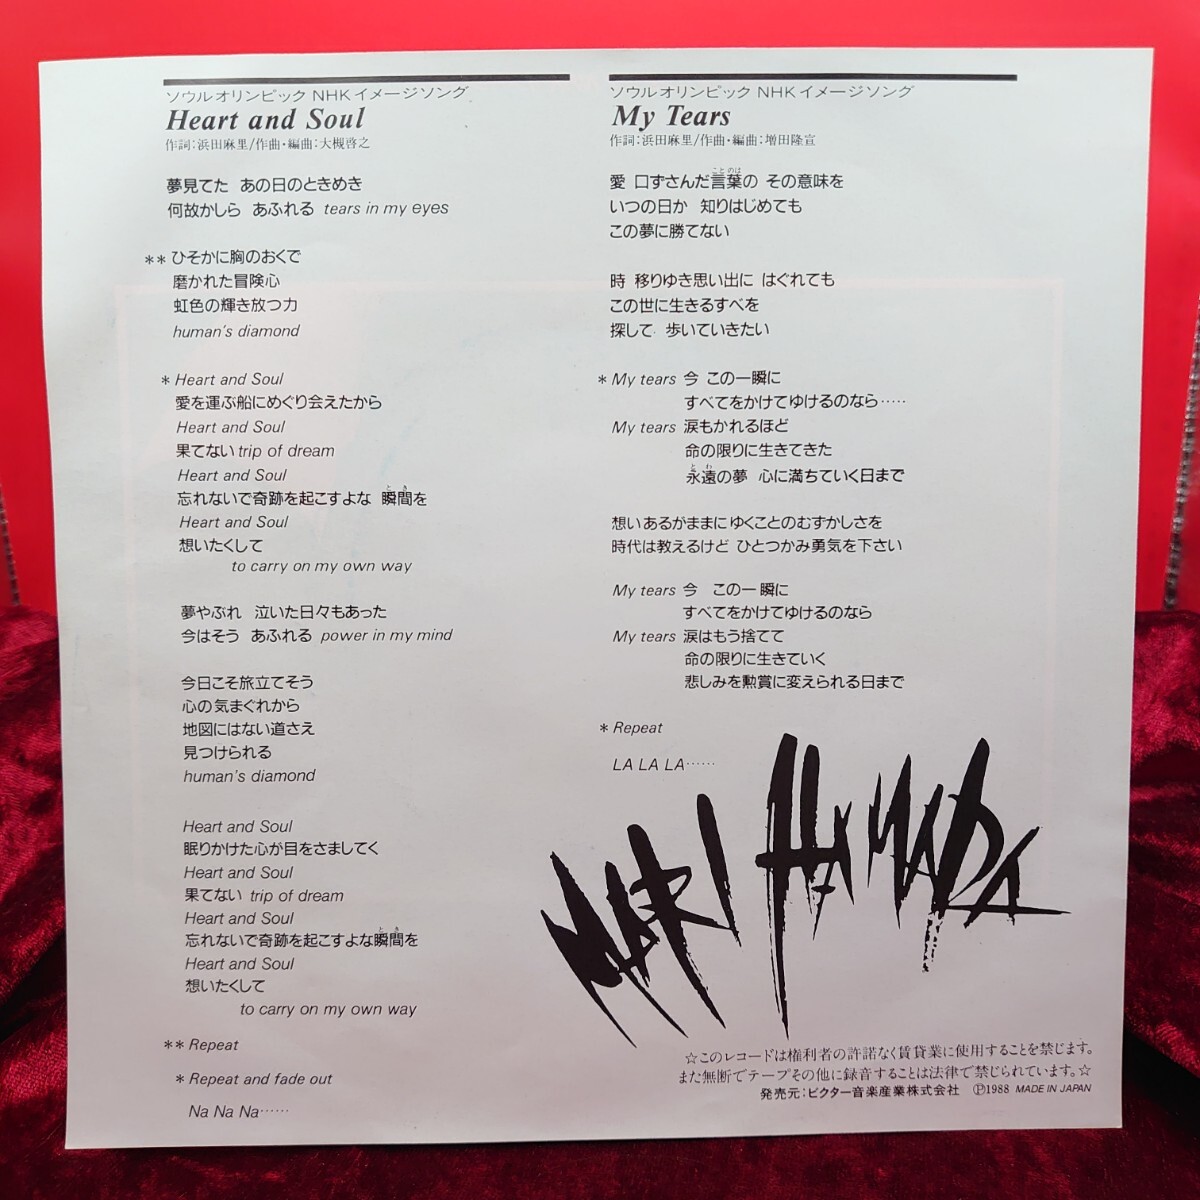 ソウルオリンピック NHKイメージソング
Heart and Soul
作詞:浜田麻里/作曲・編曲:大槻啓之
夢見てた あの日のときめき
何故かしら あふれる tears in my eyes
**ひそかに胸のおくで
磨かれた冒険心
虹色の輝き放つ力
human's diamond
*Heart and Soul
愛を運ぶ船にめぐり会えたから
Heart and Soul
果てない trip of dream
Heart and Soul
とき
忘れないで奇跡を起こすよな 瞬間を
Heart and Soul
想いたくして
to carry on my own way
夢やぶれ 泣いた日々もあった
今はそう あふれる power in my mind
今日こそ旅立てそう
心の気まぐれから
地図にはない道さえ
見つけられる
human's diamond
Heart and Soul
眠りかけた心が目をさましてく
Heart and Soul
果てない trip of dream
Heart and Soul
とき
忘れないで奇跡を起こすよな瞬間を
Heart and Soul
想いたくして
to carry on my own way
**Repeat
*Repeat and fade out
Na Na Na……
ソウルオリンピック NHKイメージソング
My Tears
作詞:浜田麻里/作曲・編曲:増田隆宣
ことのは
愛 口ずさんだ言葉の その意味を
いつの日か 知りはじめても
この夢に勝てない
時 移りゆき思い出に はぐれても
この世に生きるすべを
探して 歩いていきたい
*My tears 今 この一瞬に
すべてをかけてゆけるのなら‥‥‥
My tears 涙もかれるほど
命の限りに生きてきた
とわ
永遠の夢 心に満ちていく日まで
想いあるがままにゆくことのむずかしさを
時代は教えるけど ひとつかみ勇気を下さい
My tears 今 この一瞬に
すべてをかけてゆけるのなら
My tears 涙はもう捨てて
命の限りに生きていく
悲しみを勲賞に変えられる日まで
*Repeat
LA LA LA……
MARI HAMADA
☆このレコードは権利者の許諾なく賃貸業に使用することを禁じます。
また無断でテープその他に録音することは法律で禁じられています。☆
発売元:ビクター音楽産業株式会社 Ⓟ1988 MADE IN JAPAN